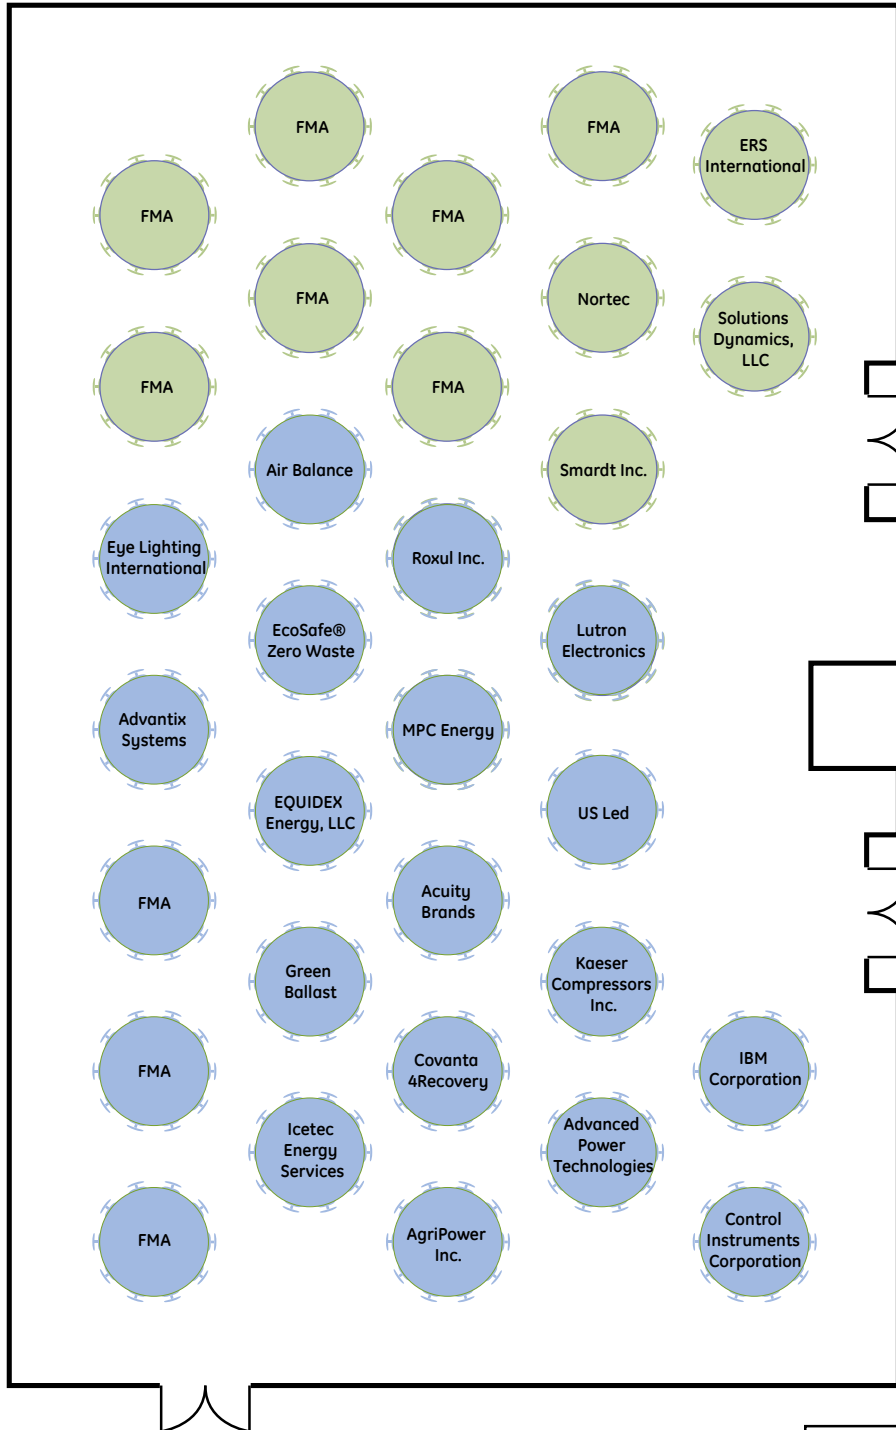 FMA
FMA
ERS
International
FMA
FMA
FMA
Nortec
Solutions
Dynamics,
LLC
FMA
FMA
Air Balance
Smardt Inc.
Eye Lighting
International
Roxul Inc.
EcoSafe®
Zero Waste
Lutron
Electronics
Advantix
Systems
MPC Energy
EQUIDEX
Energy, LLC
US Led
FMA
Acuity
Brands
Green
Ballast
Kaeser
Compressors
Inc.
FMA
Covanta
4Recovery
IBM
Corporation
Icetec
Energy
Services
Advanced
Power
Technologies
FMA
AgriPower
Inc.
Control
Instruments
Corporation